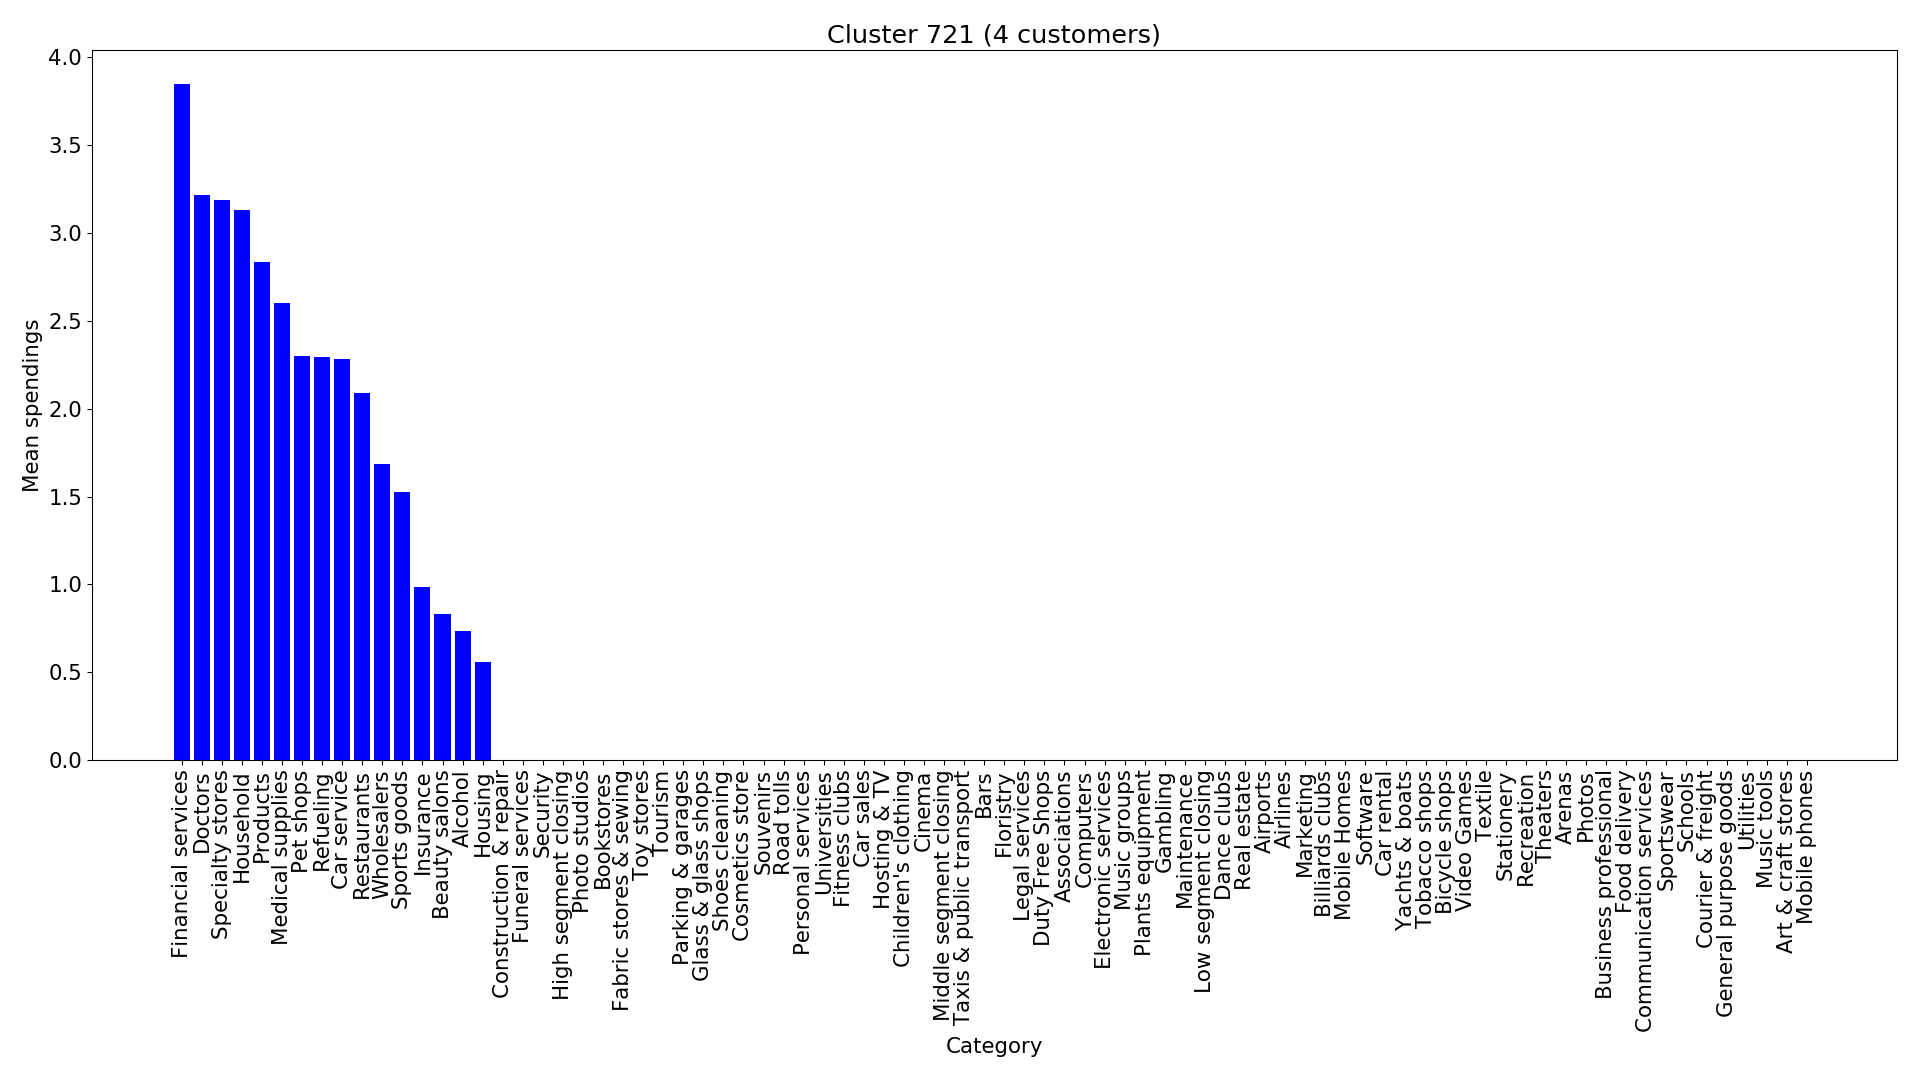 Cluster 721 (4 customers)
4.0
3.5
3.0
2.5
2.0
1.5
1.0
0.5
0.0
Mean spendings
Financial services
Doctors
Specialty stores
Household
Products
Medical supplies
Pet shops
Refueling
Car service
Restaurants
Wholesalers
Sports goods
Insurance
Beauty salons
Alcohol
Housing
Construction & repair
Funeral services
Security
High segment closing
Photo studios
Bookstores
Fabric stores & sewing
Toy stores
Tourism
Parking & garages
Glass & glass shops
Shoes cleaning
Cosmetics store
Souvenirs
Road tolls
Personal services
Universities
Fitness clubs
Car sales
Hosting & TV
Children's clothing
Cinema
Middle segment closing
Taxis & public transport
Bars
Floristry
Legal services
Duty Free Shops
Associations
Computers
Electronic services
Music groups
Plants equipment
Gambling
Maintenance
Low segment closing
Dance clubs
Real estate
Airports
Airlines
Marketing
Billiards clubs
Mobile Homes
Software
Car rental
Yachts & boats
Tobacco shops
Bicycle shops
Video Games
Textile
Stationery
Recreation
Theaters
Arenas
Photos
Business professional
Food delivery
Communication services
Sportswear
Schools
Courier & freight
General purpose goods
Utilities
Music tools
Art & craft stores
Mobile phones
Category